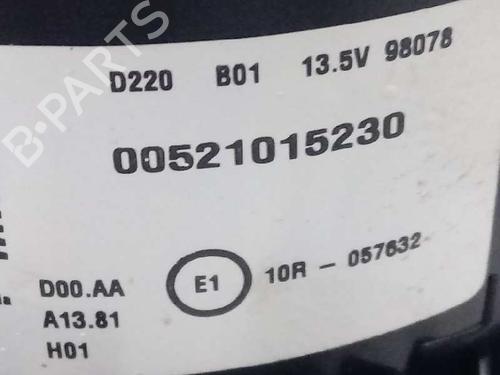 B-PARTS
D220 B01 13.5V 98078
00521015230
D00.AA E1 10R - 057632
A13.81
H01